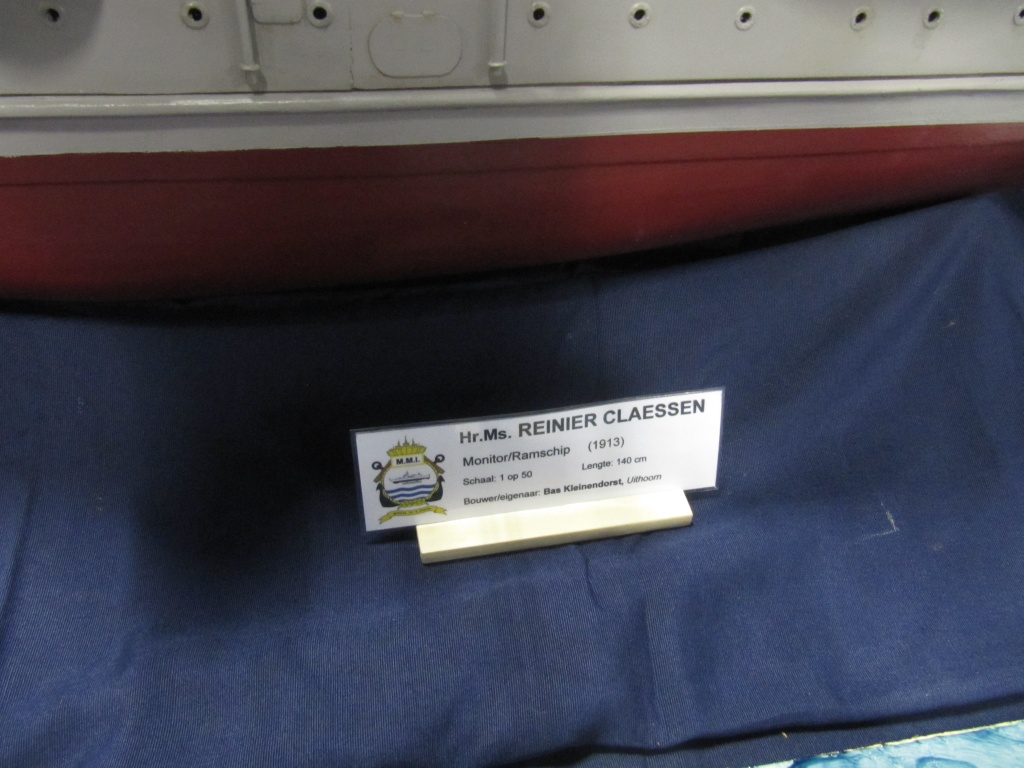 Hr.Ms. REINIER CLAESSEN
Monitor/Ramschip (1913)
Schaal: 1 op 50 Lengte: 140 cm
Bouwer/eigenaar: Bas Kleinendorst, Uithoorn
M.M.I.